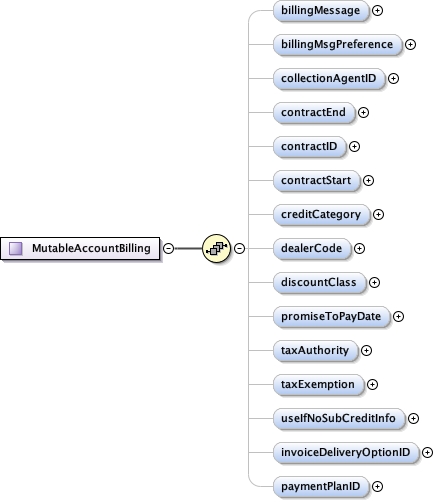 billingMessage
billingMsgPreference
collectionAgentID
contractEnd
contractID
contractStart
creditCategory
MutableAccountBilling
dealerCode
discountClass
promiseToPayDate
taxAuthority
taxExemption
useIfNoSubCreditInfo
invoiceDeliveryOptionID
paymentPlanID